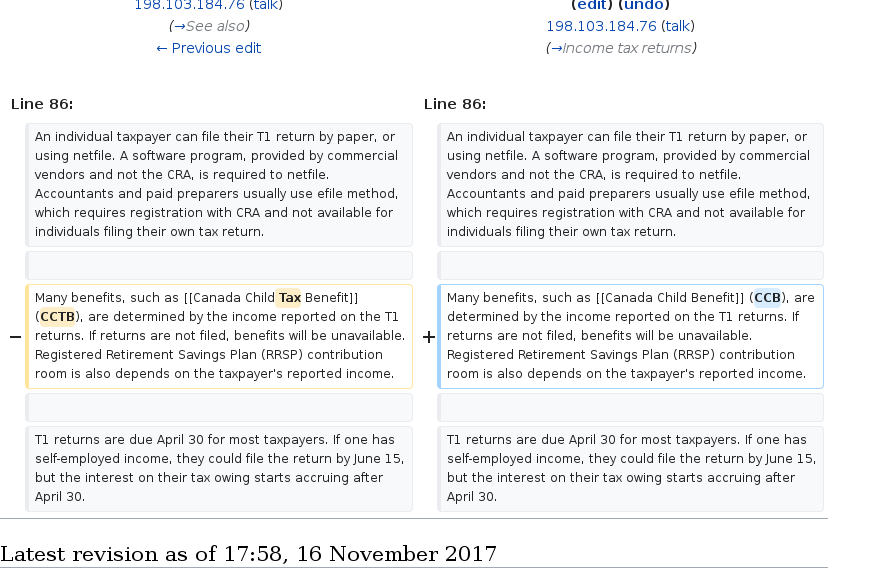 198.103.184.76 (talk)
(→See also)
← Previous edit
(edit) (undo)
198.103.184.76 (talk)
(→Income tax returns)
Line 86:
An individual taxpayer can file their T1 return by paper, or
using netfile. A software program, provided by commercial
vendors and not the CRA, is required to netfile.
Accountants and paid preparers usually use efile method,
which requires registration with CRA and not available for
individuals filing their own tax return.
− Many benefits, such as [[Canada Child Tax Benefit]]
(CCTB), are determined by the income reported on the T1
returns. If returns are not filed, benefits will be unavailable.
Registered Retirement Savings Plan (RRSP) contribution
room is also depends on the taxpayer's reported income.
T1 returns are due April 30 for most taxpayers. If one has
self-employed income, they could file the return by June 15,
but the interest on their tax owing starts accruing after
April 30.
Line 86:
An individual taxpayer can file their T1 return by paper, or
using netfile. A software program, provided by commercial
vendors and not the CRA, is required to netfile.
Accountants and paid preparers usually use efile method,
which requires registration with CRA and not available for
individuals filing their own tax return.
+ Many benefits, such as [[Canada Child Benefit]] (CCB), are
determined by the income reported on the T1 returns. If
returns are not filed, benefits will be unavailable.
Registered Retirement Savings Plan (RRSP) contribution
room is also depends on the taxpayer's reported income.
T1 returns are due April 30 for most taxpayers. If one has
self-employed income, they could file the return by June 15,
but the interest on their tax owing starts accruing after
April 30.
Latest revision as of 17:58, 16 November 2017